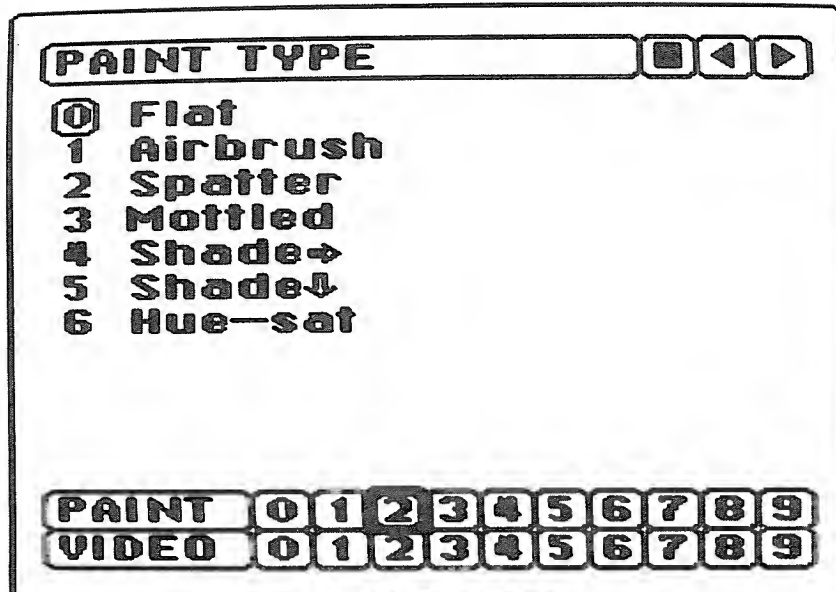 PAINT TYPE
0 Flat
1 Airbrush
2 Spatter
3 Mottled
4 Shade→
5 Shade⇩
6 Hue—sat
PAINT 0 1 2 3 4 5 6 7 8 9
VIDEO 0 1 2 3 4 5 6 7 8 9